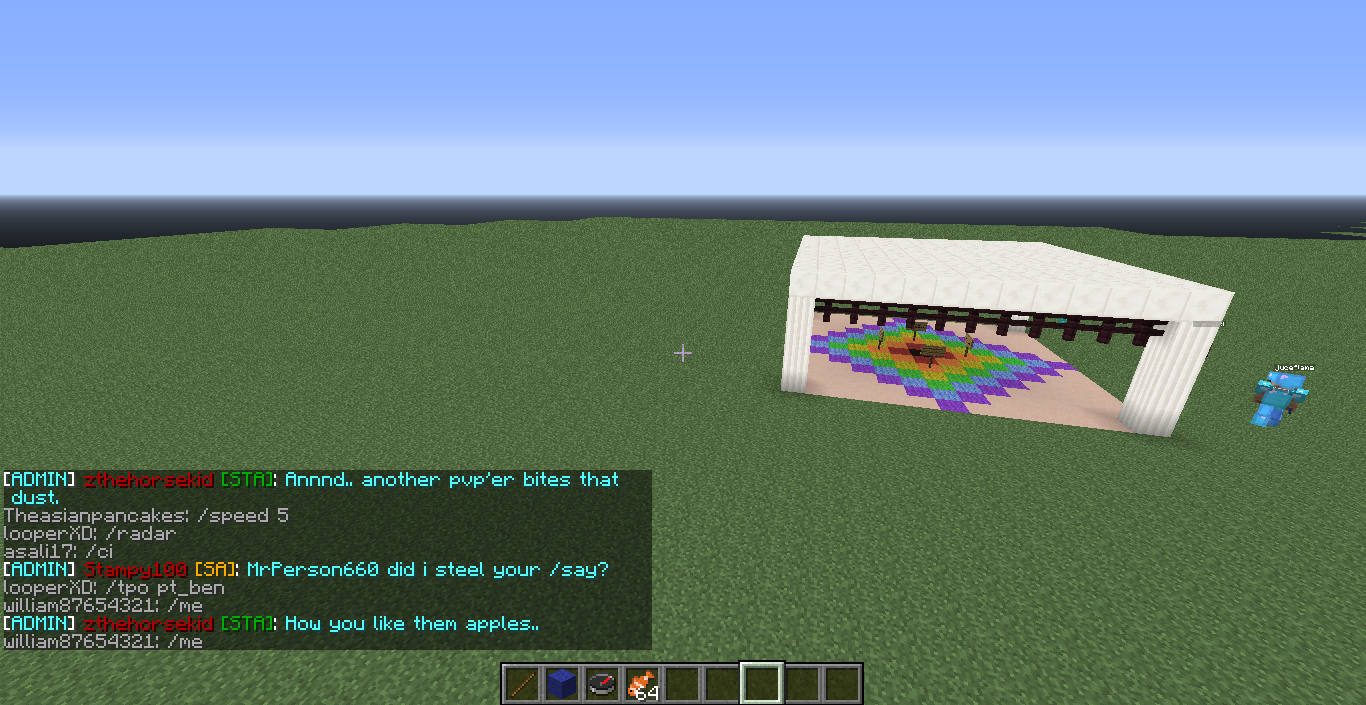 jucaflama
[ADMIN] zthehorsekid [STA]: Annnd.. another pvp'er bites that
dust.
Theasianpancakes: /speed 5
looperXD: /radar
asali17: /ci
[ADMIN] Stampy100 [SA]: MrPerson660 did i steel your /say?
looperXD: /tpo pt_ben
william87654321: /me
[ADMIN] zthehorsekid [STA]: How you like them apples..
william87654321: /me
64